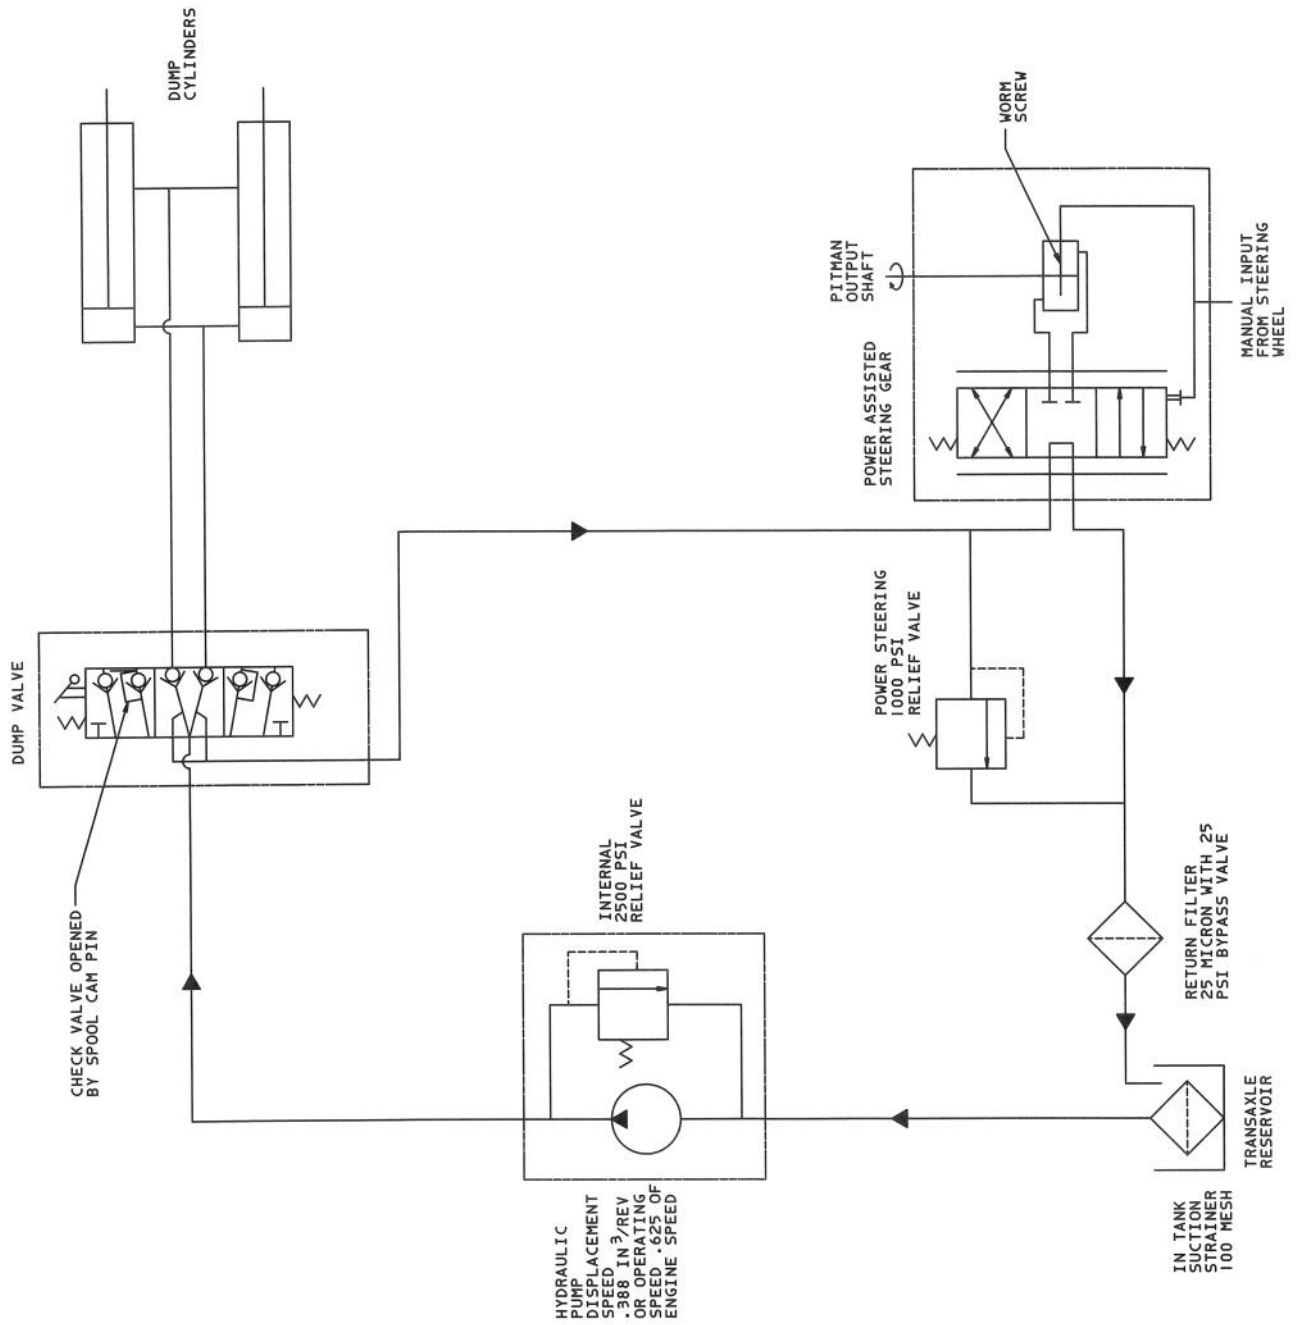 DUMP
CYLINDERS
DUMP VALVE
CHECK VALVE OPENED
BY SPOOL CAM PIN
WORM
SCREW
PITMAN
OUTPUT
SHAFT
POWER ASSISTED
STEERING GEAR
MANUAL INPUT
FROM STEERING
WHEEL
POWER STEERING
1000 PSI
RELIEF VALVE
INTERNAL
2500 PSI
RELIEF VALVE
HYDRAULIC
PUMP
DISPLACEMENT
SPEED
.388 IN³/REV
OR OPERATING
SPEED .625 OF
ENGINE SPEED
RETURN FILTER
25 MICRON WITH 25
PSI BYPASS VALVE
IN TANK
SUCTION
STRAINER
100 MESH
TRANSAXLE
RESERVOIR